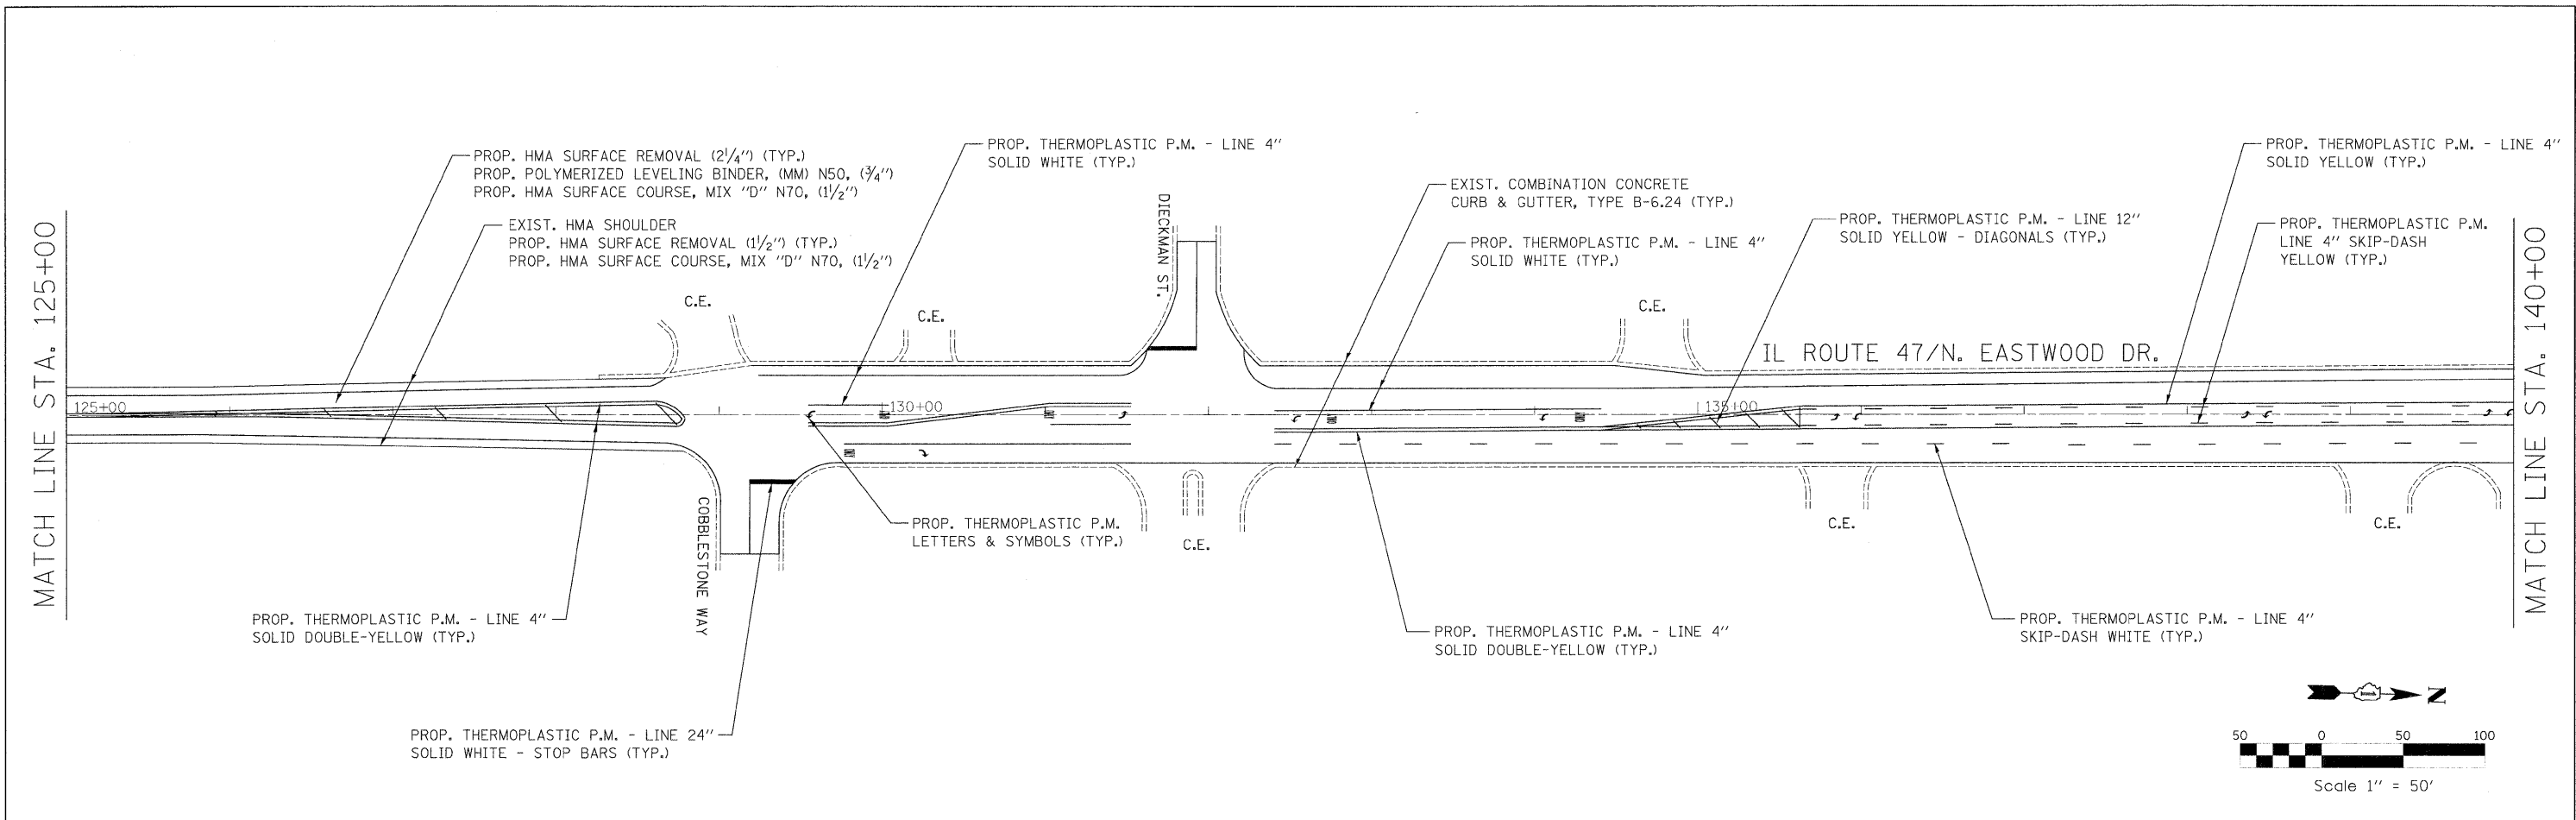 PROP. HMA SURFACE REMOVAL (2 1/4") (TYP.)
PROP. POLYMERIZED LEVELING BINDER, (MM) N50, (3/4")
PROP. HMA SURFACE COURSE, MIX "D" N70, (1 1/2")
EXIST. HMA SHOULDER
PROP. HMA SURFACE REMOVAL (1 1/2") (TYP.)
PROP. HMA SURFACE COURSE, MIX "D" N70, (1 1/2")
PROP. THERMOPLASTIC P.M. - LINE 4"
SOLID WHITE (TYP.)
DIECKMAN ST.
EXIST. COMBINATION CONCRETE
CURB & GUTTER, TYPE B-6.24 (TYP.)
PROP. THERMOPLASTIC P.M. - LINE 4"
SOLID WHITE (TYP.)
PROP. THERMOPLASTIC P.M. - LINE 12"
SOLID YELLOW - DIAGONALS (TYP.)
PROP. THERMOPLASTIC P.M. - LINE 4"
SOLID YELLOW (TYP.)
PROP. THERMOPLASTIC P.M.
LINE 4" SKIP-DASH
YELLOW (TYP.)
MATCH LINE STA. 125+00
MATCH LINE STA. 140+00
C.E.
C.E.
C.E.
IL ROUTE 47/N. EASTWOOD DR.
125+00
130+00
135+00
COBBLESTONE WAY
PROP. THERMOPLASTIC P.M.
LETTERS & SYMBOLS (TYP.)
C.E.
C.E.
C.E.
PROP. THERMOPLASTIC P.M. - LINE 4"
SOLID DOUBLE-YELLOW (TYP.)
PROP. THERMOPLASTIC P.M. - LINE 4"
SOLID DOUBLE-YELLOW (TYP.)
PROP. THERMOPLASTIC P.M. - LINE 4"
SKIP-DASH WHITE (TYP.)
PROP. THERMOPLASTIC P.M. - LINE 24"
SOLID WHITE - STOP BARS (TYP.)
N
50 0 50 100
Scale 1" = 50'